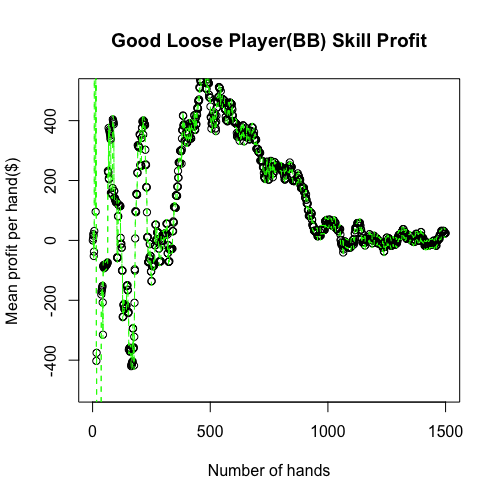 Good Loose Player(BB) Skill Profit
Mean profit per hand($)
400
200
0
-200
-400
0 500 1000 1500
Number of hands